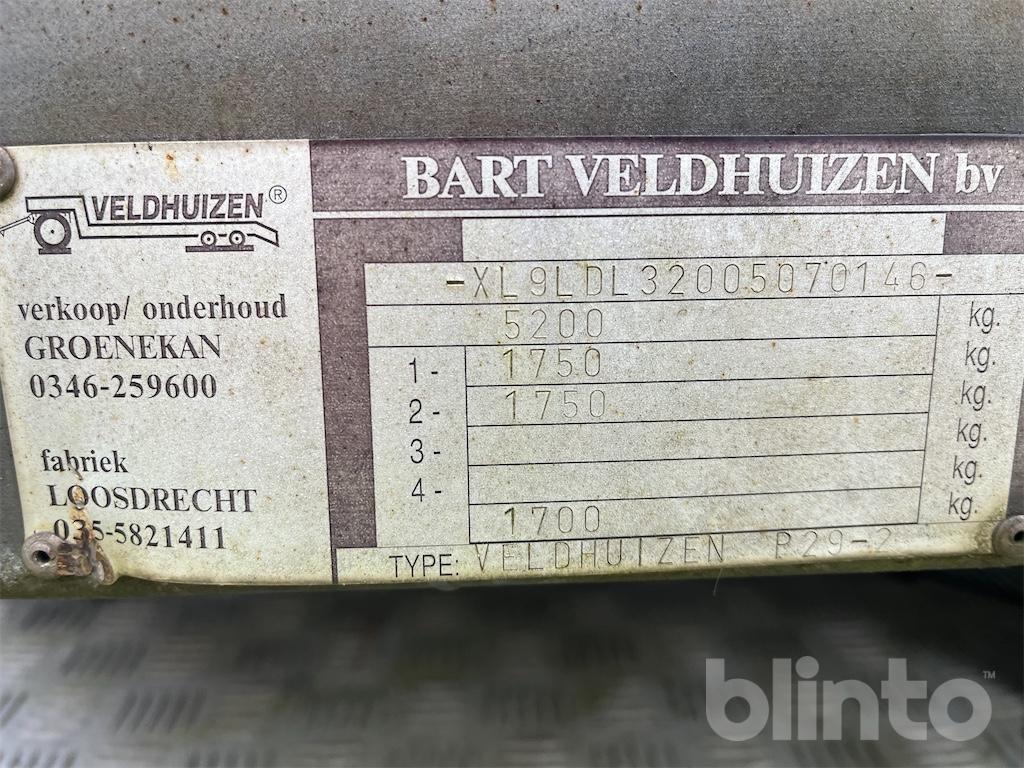 VELDHUIZEN®
verkoop/ onderhoud
GROENEKAN
0346-259600
fabriek
LOOSDRECHT
035-5821411
BART VELDHUIZEN bv
-XL9LDL32005070146-
5200 kg.
1- 1750 kg.
2- 1750 kg.
3- kg.
4- kg.
1700 kg.
TYPE: VELDHUIZEN P29-2
blinto™